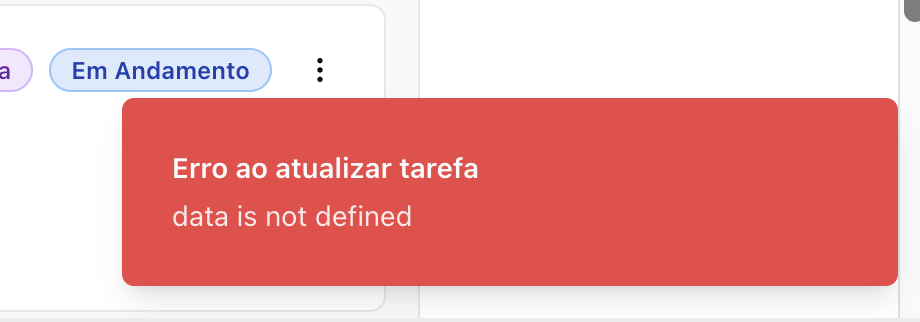 a
Em Andamento
Erro ao atualizar tarefa
data is not defined